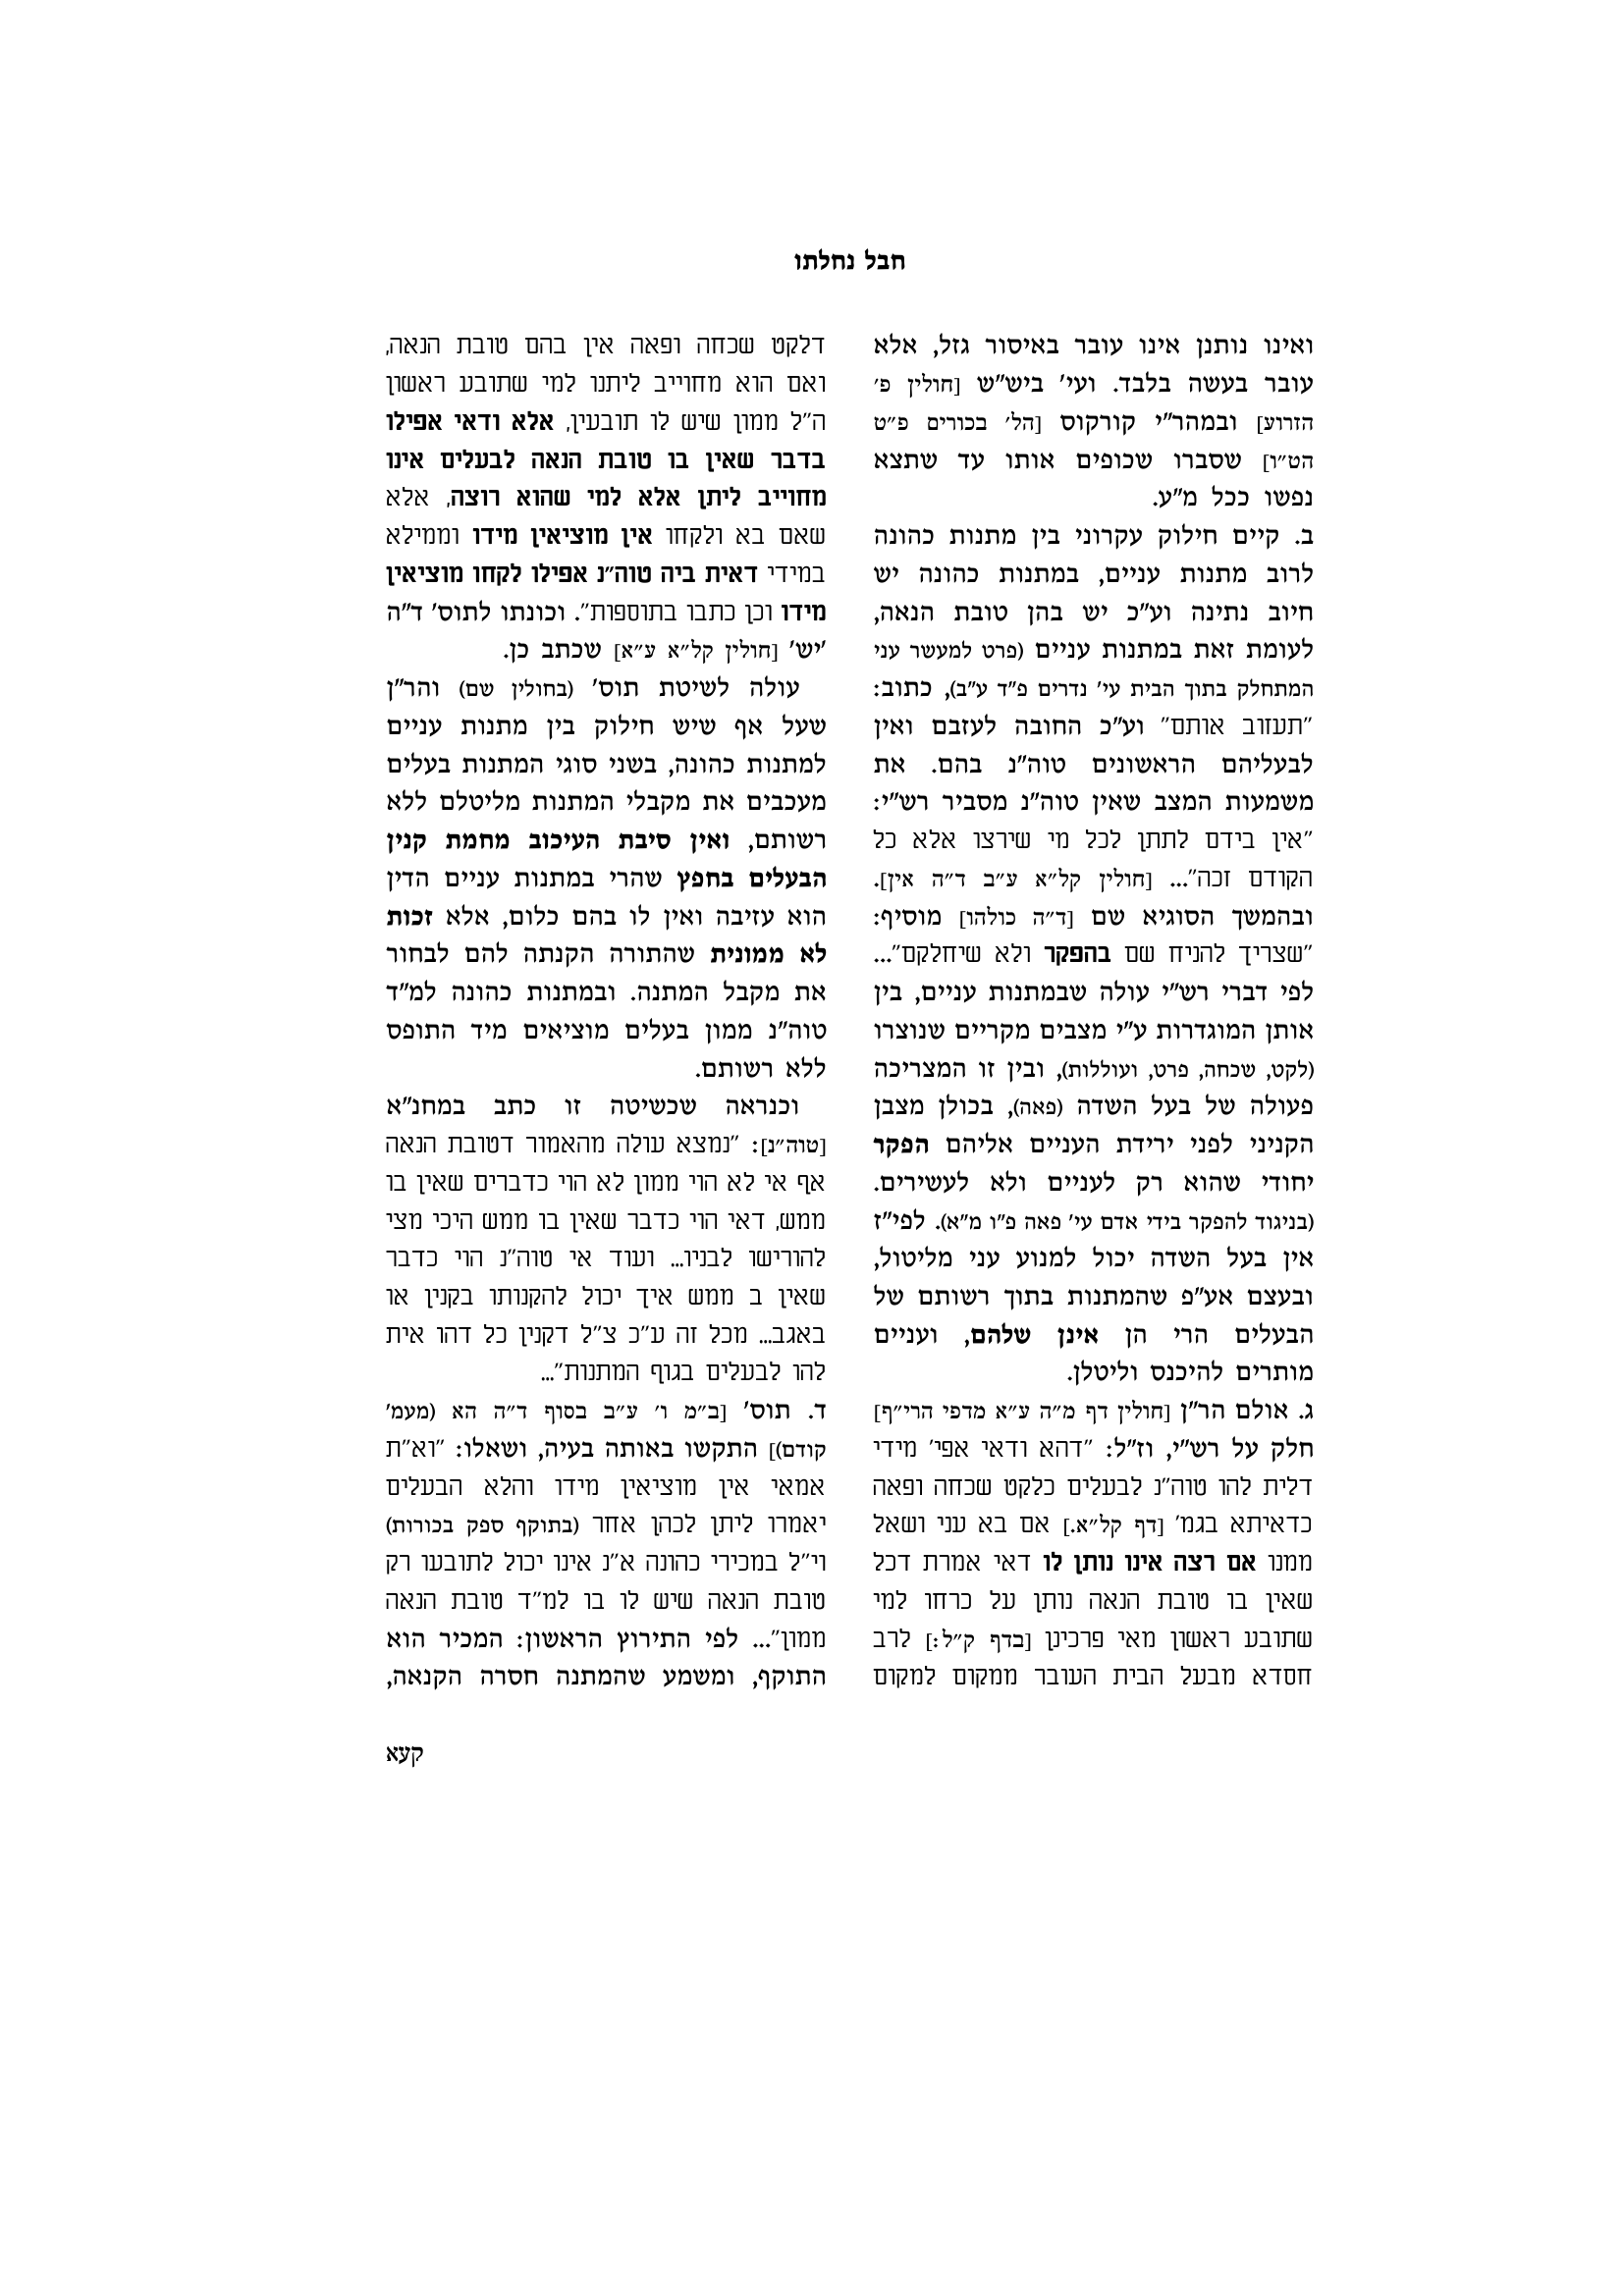 חבל נחלתו
ואינו נותנן אינו עובר באיסור גזל, אלא
עובר בעשה בלבד. ועי' ביש"ש [חולין פ'
הזרוע] ובמהר"י קורקוס [הל' בכורים פ"ט
הט"ו] שסברו שכופים אותו עד שתצא
נפשו ככל מ"ע.
ב. קיים חילוק עקרוני בין מתנות כהונה
לרוב מתנות עניים, במתנות כהונה יש
חיוב נתינה וע"כ יש בהן טובת הנאה,
לעומת זאת במתנות עניים (פרט למעשר עני
המתחלק בתוך הבית עי' נדרים פ"ד ע"ב), כתוב:
"תעזוב אותם" וע"כ החובה לעזבם ואין
לבעליהם הראשונים טוה"נ בהם. את
משמעות המצב שאין טוה"נ מסביר רש"י:
"אין בידם לתתן לכל מי שירצו אלא כל
הקודם זכה"... [חולין קל"א ע"ב ד"ה אין].
ובהמשך הסוגיא שם [ד"ה כולהו] מוסיף:
"שצריך להניח שם בהפקר ולא שיחלקם"...
לפי דברי רש"י עולה שבמתנות עניים, בין
אותן המוגדרות ע"י מצבים מקריים שנוצרו
(לקט, שכחה, פרט, ועוללות), ובין זו המצריכה
פעולה של בעל השדה (פאה), בכולן מצבן
הקניני לפני ירידת העניים אליהם הפקר
יחודי שהוא רק לעניים ולא לעשירים.
(בניגוד להפקר בידי אדם עי' פאה פ"ו מ"א). לפי"ז
אין בעל השדה יכול למנוע עני מליטול,
ובעצם אע"פ שהמתנות בתוך רשותם של
הבעלים הרי הן אינן שלהם, ועניים
מותרים להיכנס וליטלן.
ג. אולם הר"ן [חולין דף מ"ה ע"א מדפי הרי"ף]
חלק על רש"י, וז"ל: "דהא ודאי אפי' מידי
דלית להו טוה"נ לבעלים כלקט שכחה ופאה
כדאיתא בגמ' [דף קל"א.] אם בא עני ושאל
ממנו אם רצה אינו נותן לו דאי אמרת דכל
שאין בו טובת הנאה נותן על כרחו למי
שתובע ראשון מאי פרכינן [בדף ק"ל:] לרב
חסדא מבעל הבית העובר ממקום למקום
דלקט שכחה ופאה אין בהם טובת הנאה,
ואם הוא מחוייב ליתנו למי שתובע ראשון
ה"ל ממון שיש לו תובעין, אלא ודאי אפילו
בדבר שאין בו טובת הנאה לבעלים אינו
מחוייב ליתן אלא למי שהוא רוצה, אלא
שאם בא ולקחו אין מוציאין מידו וממילא
במידי דאית ביה טוה"נ אפילו לקחו מוציאין
מידו וכן כתבו בתוספות". וכונתו לתוס' ד"ה
'יש' [חולין קל"א ע"א] שכתב כן.
עולה לשיטת תוס' (בחולין שם) והר"ן
שעל אף שיש חילוק בין מתנות עניים
למתנות כהונה, בשני סוגי המתנות בעלים
מעכבים את מקבלי המתנות מליטלם ללא
רשותם, ואין סיבת העיכוב מחמת קנין
הבעלים בחפץ שהרי במתנות עניים הדין
הוא עזיבה ואין לו בהם כלום, אלא זכות
לא ממונית שהתורה הקנתה להם לבחור
את מקבל המתנה. ובמתנות כהונה למ"ד
טוה"נ ממון בעלים מוציאים מיד התופס
ללא רשותם.
וכנראה שכשיטה זו כתב במחנ"א
[טוה"נ]: "נמצא עולה מהאמור דטובת הנאה
אף אי לא הוי ממון לא הוי כדברים שאין בו
ממש, דאי הוי כדבר שאין בו ממש היכי מצי
להורישו לבניו... ועוד אי טוה"נ הוי כדבר
שאין ב ממש איך יכול להקנותו בקנין או
באגב... מכל זה ע"כ צ"ל דקנין כל דהו אית
להו לבעלים בגוף המתנות"...
ד. תוס' [ב"מ ו' ע"ב בסוף ד"ה הא (מעמ'
קודם)] התקשו באותה בעיה, ושאלו: "וא"ת
אמאי אין מוציאין מידו והלא הבעלים
יאמרו ליתן לכהן אחר (בתוקף ספק בכורות)
וי"ל במכירי כהונה א"נ אינו יכול לתובעו רק
טובת הנאה שיש לו בו למ"ד טובת הנאה
ממון"... לפי התירוץ הראשון: המכיר הוא
התוקף, ומשמע שהמתנה חסרה הקנאה,
קעא